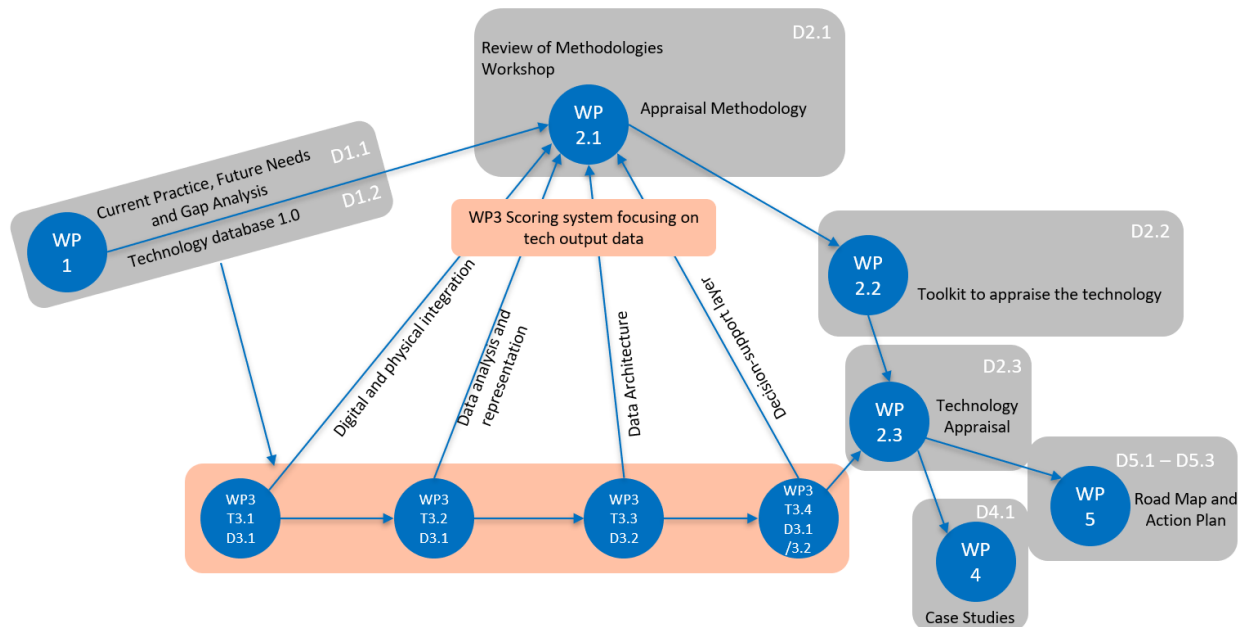 D2.1
Review of Methodologies
Workshop
WP
2.1
Appraisal Methodology
D1.1
Current Practice, Future Needs
and Gap Analysis
D1.2
Technology database 1.0
WP
1
WP3 Scoring system focusing on
tech output data
D2.2
WP
2.2
Toolkit to appraise the technology
Digital and physical integration
Data analysis and
representation
Data Architecture
Decision-support layer
D2.3
WP
2.3
Technology
Appraisal
WP3
T3.1
D3.1
WP3
T3.2
D3.1
WP3
T3.3
D3.2
WP3
T3.4
D3.1
/3.2
D5.1 – D5.3
WP
5
Road Map and
Action Plan
D4.1
WP
4
Case Studies